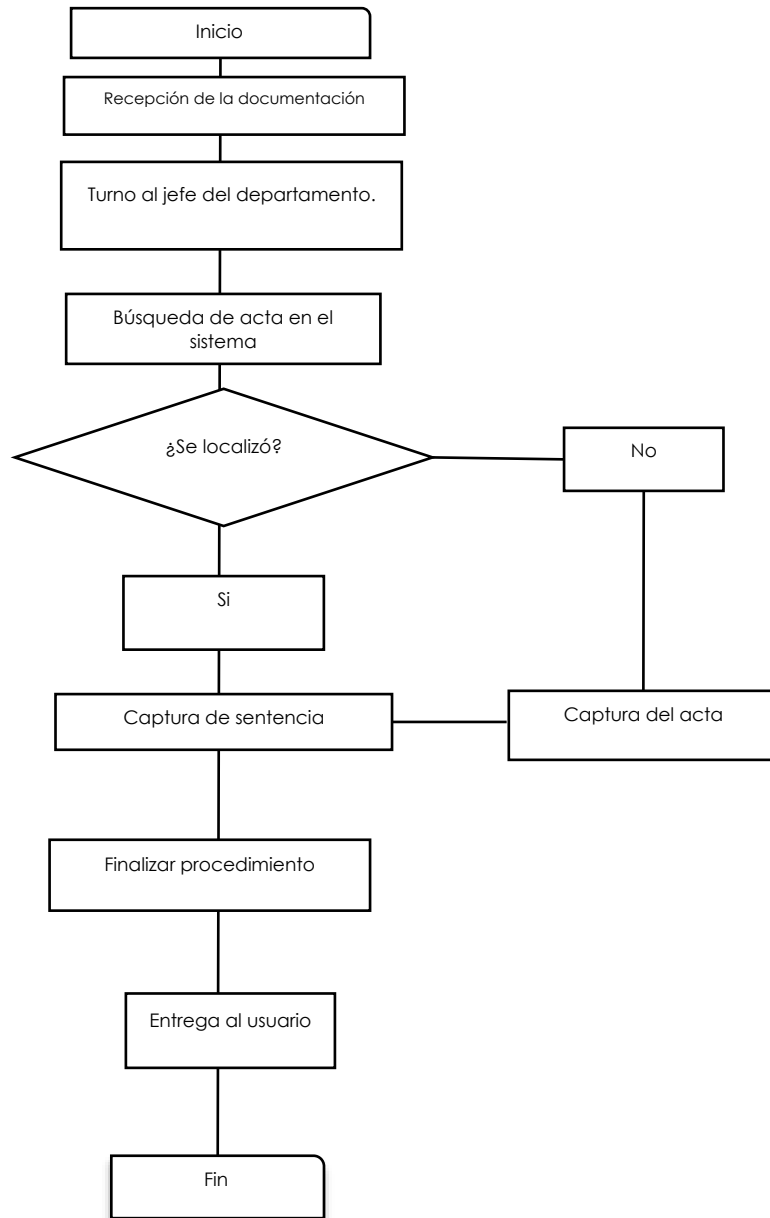 Inicio
Recepción de la documentación
Turno al jefe del departamento.
Búsqueda de acta en el
sistema
¿Se localizó?
No
Si
Captura de sentencia
Captura del acta
Finalizar procedimiento
Entrega al usuario
Fin